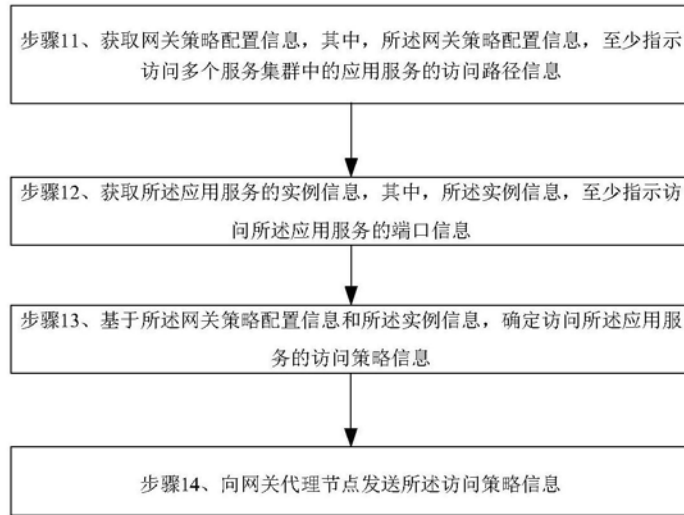 步骤11、获取网关策略配置信息，其中，所述网关策略配置信息，至少指示
访问多个服务集群中的应用服务的访问路径信息
步骤12、获取所述应用服务的实例信息，其中，所述实例信息，至少指示访
问所述应用服务的端口信息
步骤13、基于所述网关策略配置信息和所述实例信息，确定访问所述应用服
务的访问策略信息
步骤14、向网关代理节点发送所述访问策略信息